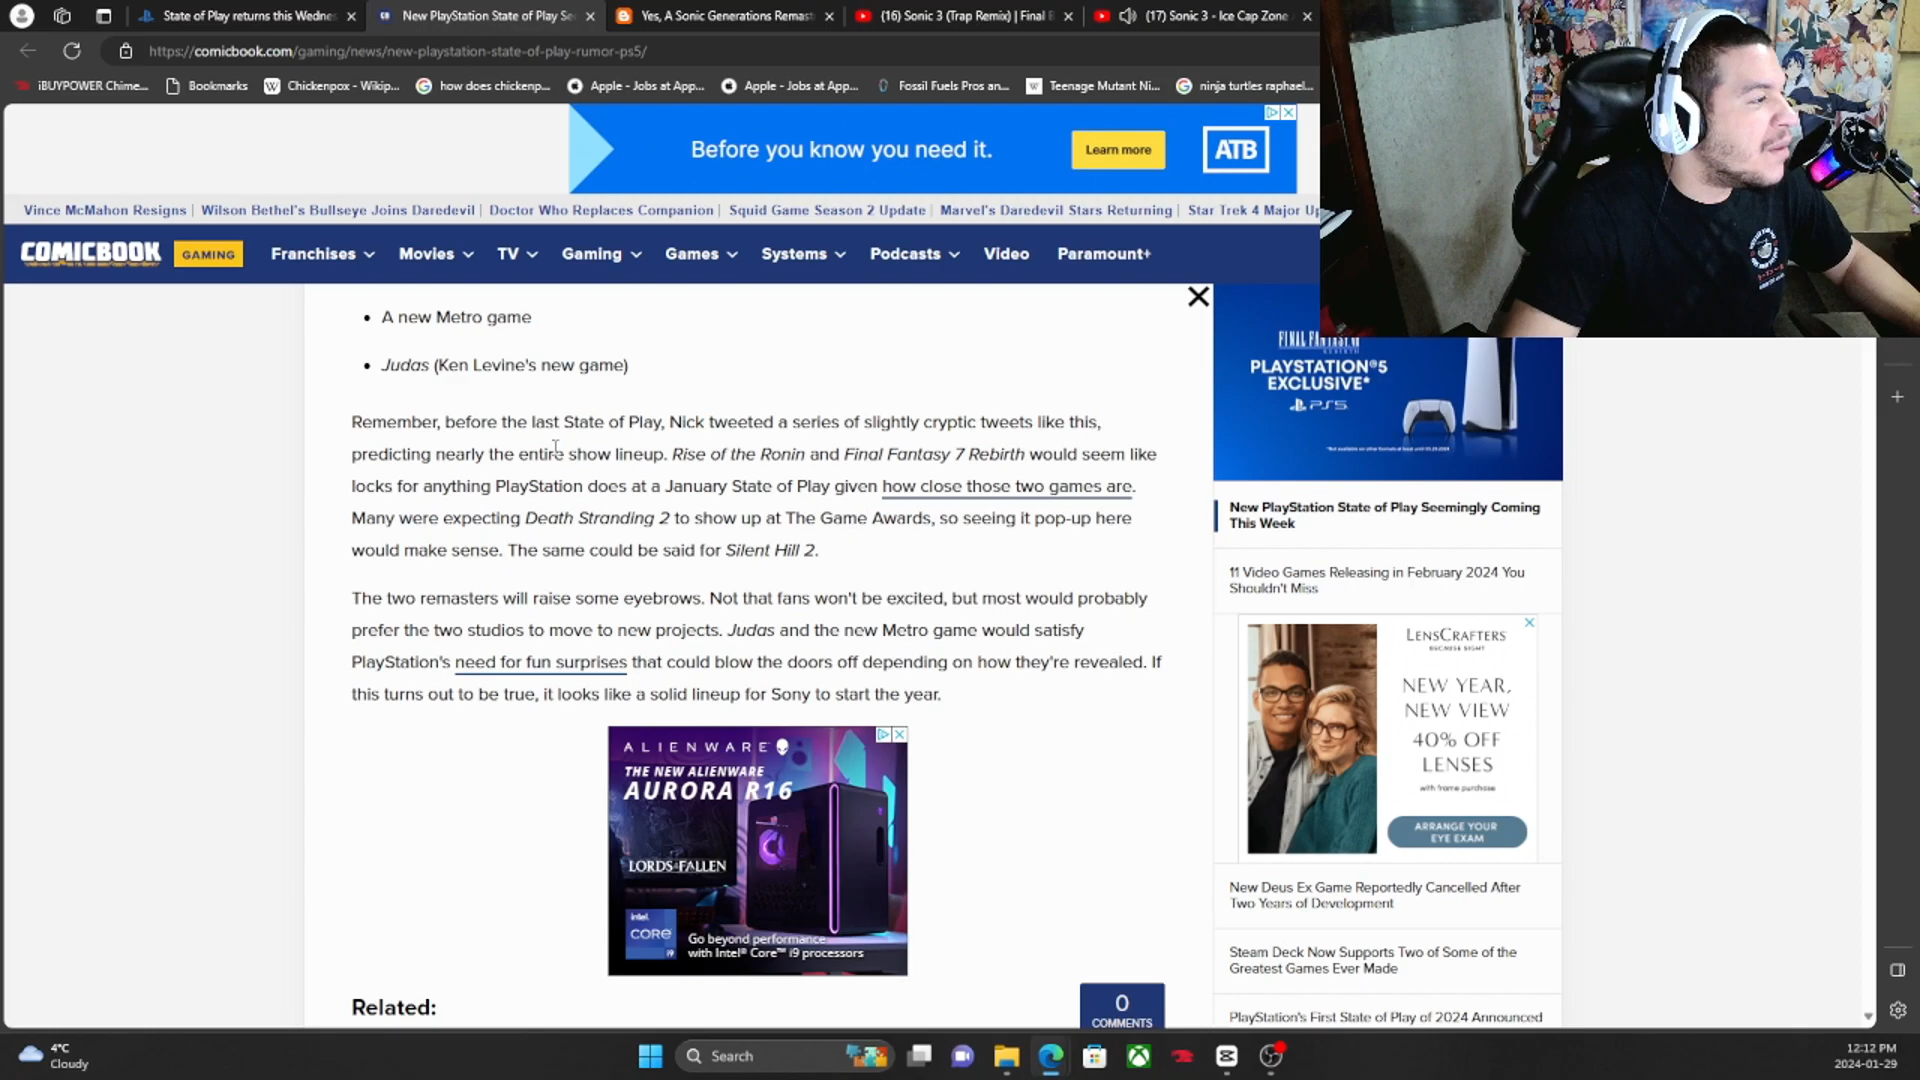 State of Play returns this Wednes
New PlayStation State of Play Se
Yes, A Sonic Generations Remast
(16) Sonic 3 (Trap Remix) | Final B
(17) Sonic 3 - Ice Cap Zone
https://comicbook.com/gaming/news/new-playstation-state-of-play-rumor-ps5/
iBUYPOWER Chime...
Bookmarks
Chickenpox - Wikip...
how does chickenp...
Apple - Jobs at App...
Apple - Jobs at App...
Fossil Fuels Pros an...
Teenage Mutant Ni...
ninja turtles raphael...
Before you know you need it.
Learn more
ATB
Vince McMahon Resigns | Wilson Bethel's Bullseye Joins Daredevil | Doctor Who Replaces Companion | Squid Game Season 2 Update | Marvel's Daredevil Stars Returning | Star Trek 4 Major Up
COMICBOOK GAMING Franchises Movies TV Gaming Games Systems Podcasts Video Paramount+
• A new Metro game
• Judas (Ken Levine's new game)
Remember, before the last State of Play, Nick tweeted a series of slightly cryptic tweets like this,
predicting nearly the entire show lineup. Rise of the Ronin and Final Fantasy 7 Rebirth would seem like
locks for anything PlayStation does at a January State of Play given how close those two games are.
Many were expecting Death Stranding 2 to show up at The Game Awards, so seeing it pop-up here
would make sense. The same could be said for Silent Hill 2.
The two remasters will raise some eyebrows. Not that fans won't be excited, but most would probably
prefer the two studios to move to new projects. Judas and the new Metro game would satisfy
PlayStation's need for fun surprises that could blow the doors off depending on how they're revealed. If
this turns out to be true, it looks like a solid lineup for Sony to start the year.
ALIENWARE
THE NEW ALIENWARE
AURORA R16
LORDS OF THE FALLEN
intel
CORE
i9
Go beyond performance
with Intel® Core™ i9 processors
Related:
0
COMMENTS
FINAL FANTASY VII
REBIRTH
PLAYSTATION®5
EXCLUSIVE*
PS5
New PlayStation State of Play Seemingly Coming
This Week
11 Video Games Releasing in February 2024 You
Shouldn't Miss
LENSCRAFTERS
BECAUSE SIGHT
NEW YEAR,
NEW VIEW
40% OFF
LENSES
with frame purchase
ARRANGE YOUR
EYE EXAM
New Deus Ex Game Reportedly Cancelled After
Two Years of Development
Steam Deck Now Supports Two of Some of the
Greatest Games Ever Made
PlayStation's First State of Play of 2024 Announced
4°C
Cloudy
Search
12:12 PM
2024-01-29